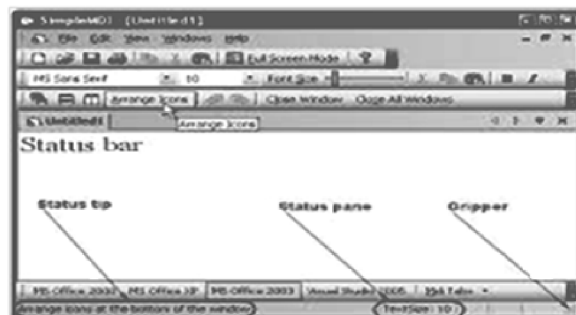 SimpleMDI - [Untitled1]
File Edit View Windows Help
Full Screen Mode
MS Sans Serif 10 Font Size
Arrange Icons Close Window Close All Windows
Untitled1
Arrange Icons
Status bar
Status tip Status pane Gripper
MS Office 2000 MS Office XP MS Office 2003 Visual Studio 2005
Arrange icons at the bottom of the window TextSize: 10